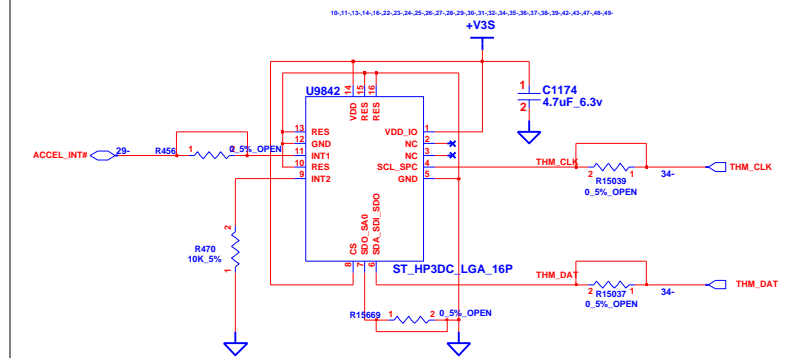 10-,11-,13-,14-,16-,22-,23-,24-,25-,26-,27-,28-,29-,30-,31-,32-,34-,35-,36-,37-,38-,39-,42-,43-,47-,48-,49-
+V3S
1
C1174
4.7uF_6.3v
2
U9842
14
15
16
VDD
RES
RES
13
RES
VDD_IO
1
12
GND
NC
2
11
INT1
NC
3
10
RES
SCL_SPC
4
9
INT2
GND
5
CS
SDO_SA0
SDA_SDI_SDO
8
7
6
ST_HP3DC_LGA_16P
ACCEL_INT#
29-
R456
1
2
0_5%_OPEN
2
R470
10K_5%
1
THM_CLK
2
R15039
1
0_5%_OPEN
34-
THM_CLK
THM_DAT
2
R15037
1
0_5%_OPEN
34-
THM_DAT
R15669
1
2
0_5%_OPEN